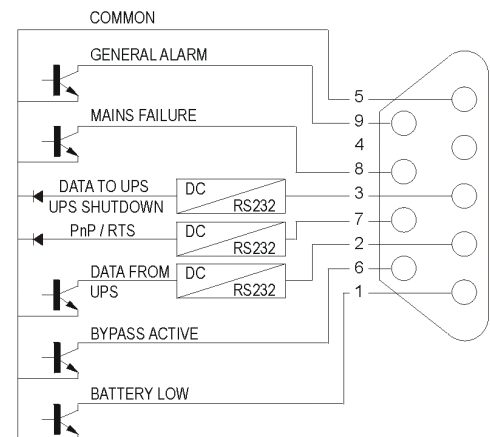 COMMON
GENERAL ALARM
5
9
MAINS FAILURE
4
8
DATA TO UPS
UPS SHUTDOWN
DC
RS232
3
PnP / RTS
DC
RS232
7
2
DATA FROM
UPS
DC
RS232
6
1
BYPASS ACTIVE
BATTERY LOW